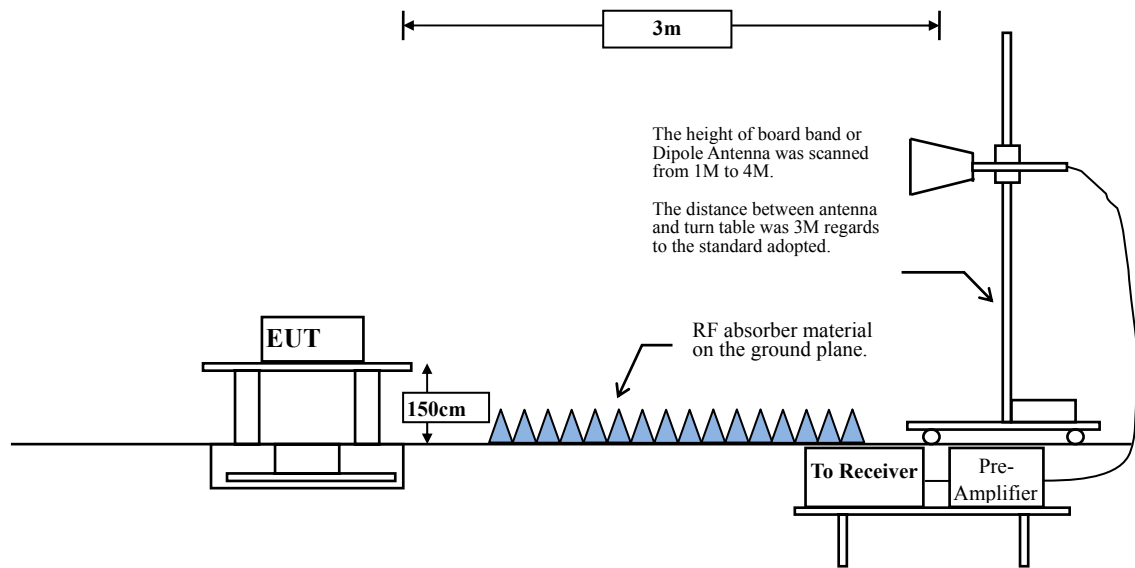 3m
The height of board band or
Dipole Antenna was scanned
from 1M to 4M.
The distance between antenna
and turn table was 3M regards
to the standard adopted.
EUT
RF absorber material
on the ground plane.
150cm
To Receiver
Pre-
Amplifier